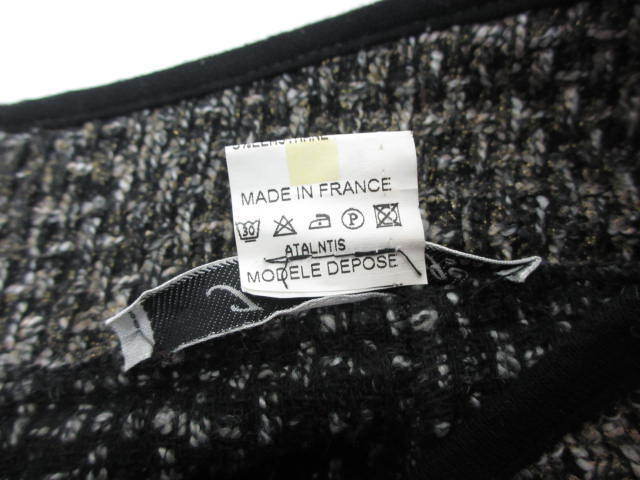 MADE IN FRANCE
30
P
ATALNTIS
MODELE DEPOSE